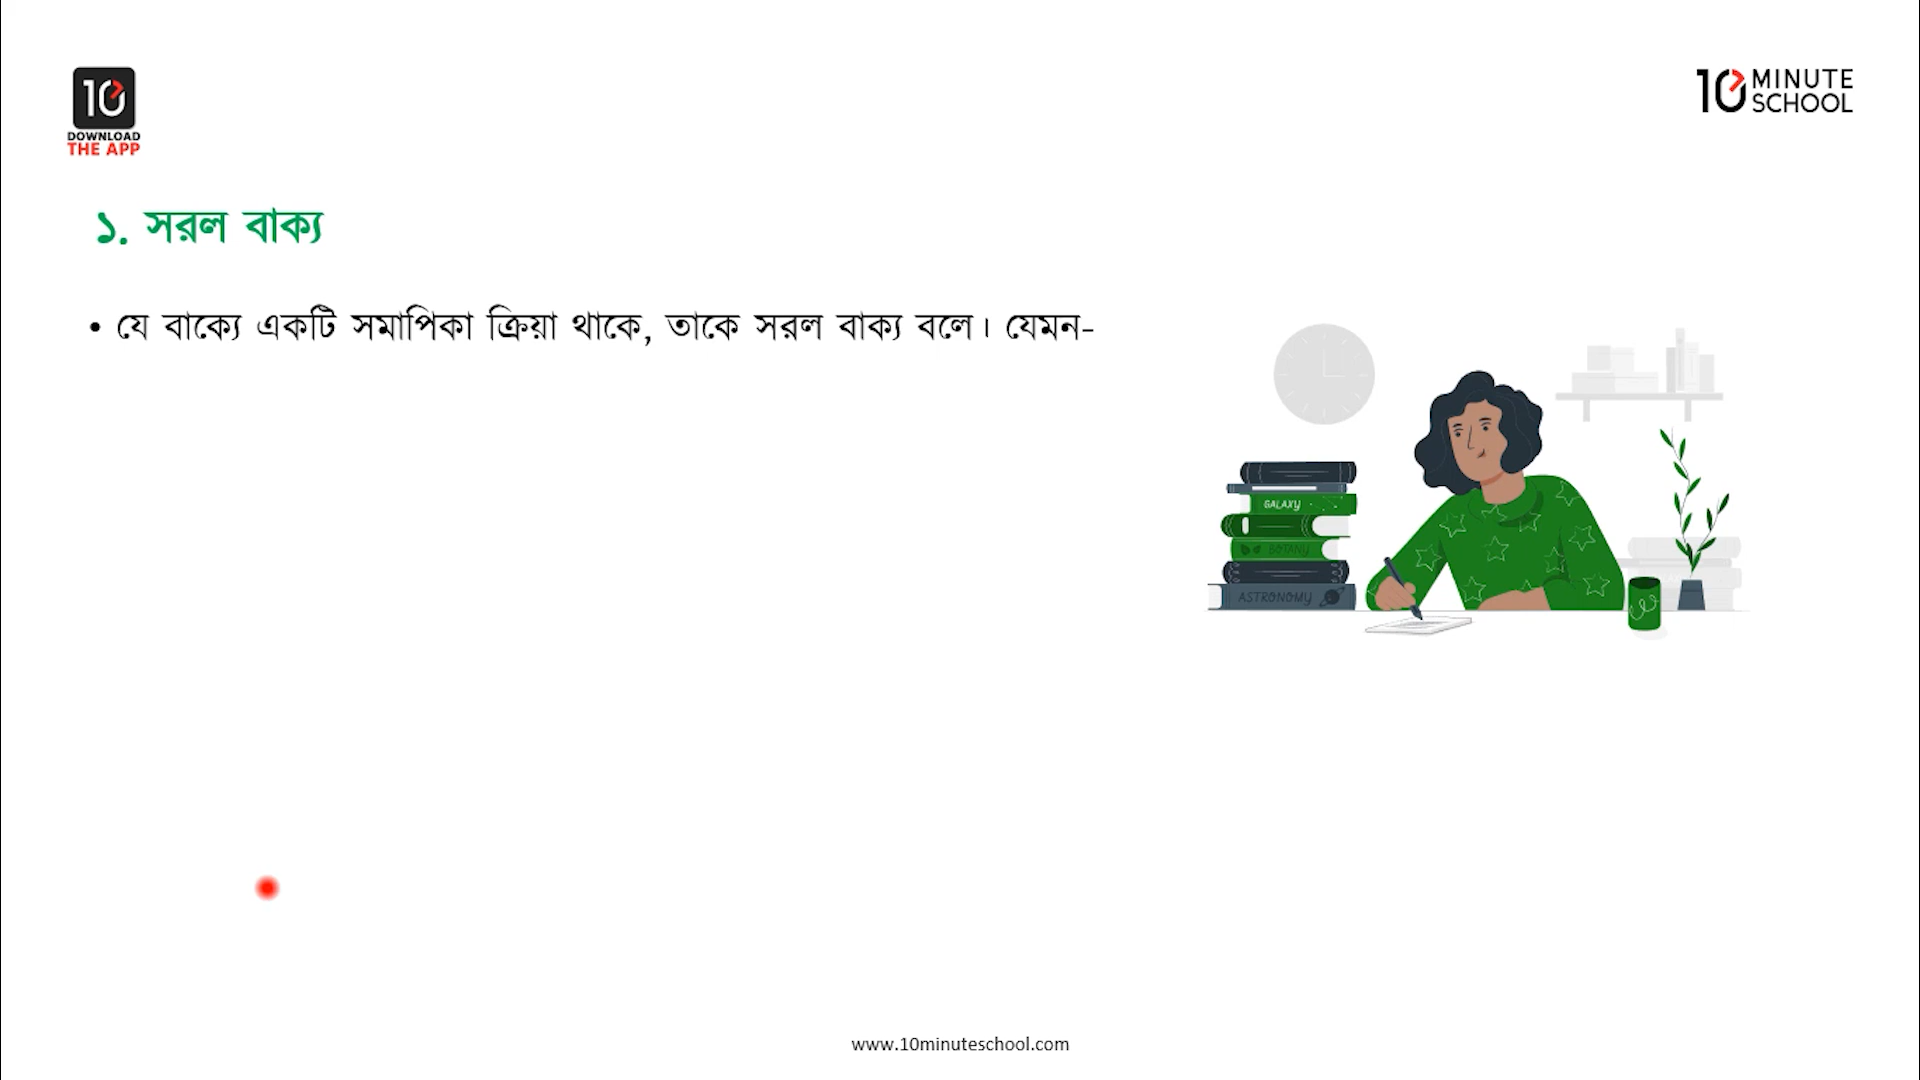 10
DOWNLOAD
THE APP
10 MINUTE
SCHOOL
১. সরল বাক্য
• যে বাক্যে একটি সমাপিকা ক্রিয়া থাকে, তাকে সরল বাক্য বলে। যেমন-
GALAXY
BOTANY
ASTRONOMY
www.10minuteschool.com